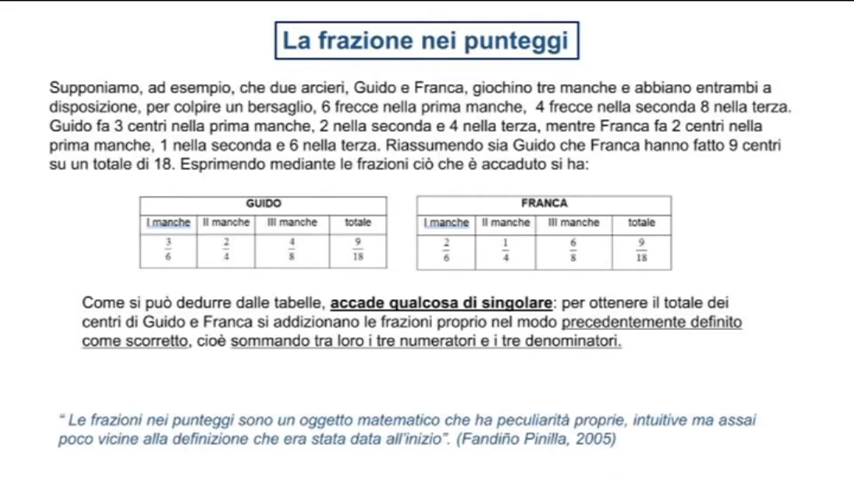 La frazione nei punteggi
Supponiamo, ad esempio, che due arcieri, Guido e Franca, giochino tre manche e abbiano entrambi a
disposizione, per colpire un bersaglio, 6 frecce nella prima manche, 4 frecce nella seconda 8 nella terza.
Guido fa 3 centri nella prima manche, 2 nella seconda e 4 nella terza, mentre Franca fa 2 centri nella
prima manche, 1 nella seconda e 6 nella terza. Riassumendo sia Guido che Franca hanno fatto 9 centri
su un totale di 18. Esprimendo mediante le frazioni ciò che è accaduto si ha:
GUIDO
I manche II manche III manche totale
3/6 2/4 4/8 9/18
FRANCA
I manche II manche III manche totale
2/6 1/4 6/8 9/18
Come si può dedurre dalle tabelle, accade qualcosa di singolare: per ottenere il totale dei
centri di Guido e Franca si addizionano le frazioni proprio nel modo precedentemente definito
come scorretto, cioè sommando tra loro i tre numeratori e i tre denominatori.
“ Le frazioni nei punteggi sono un oggetto matematico che ha peculiarità proprie, intuitive ma assai
poco vicine alla definizione che era stata data all’inizio”. (Fandiño Pinilla, 2005)